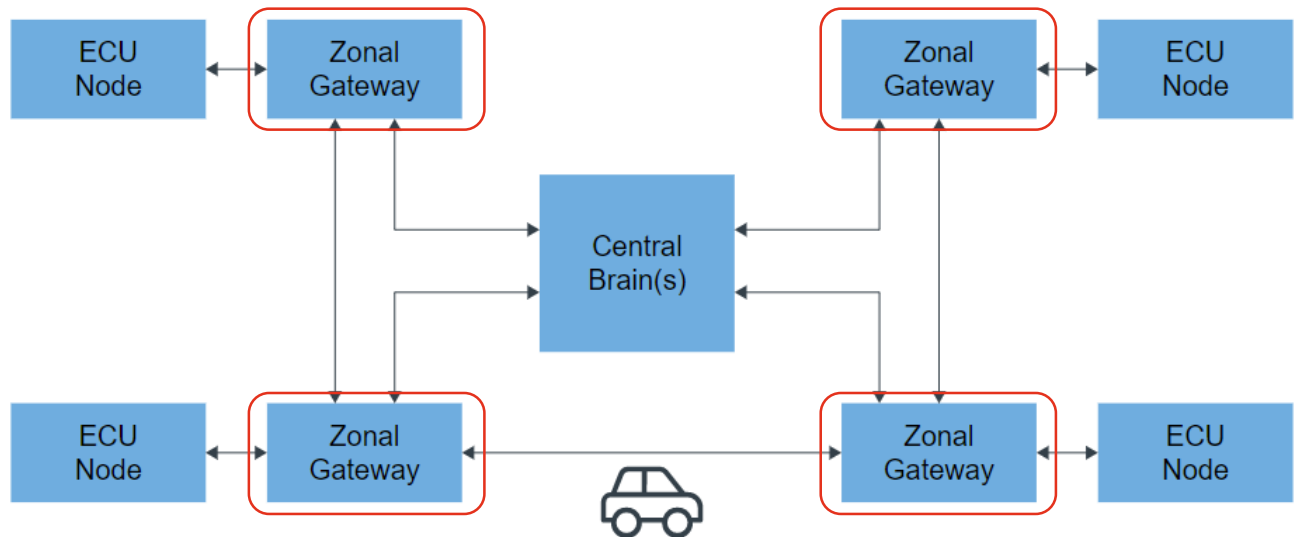 ECU
Node
Zonal
Gateway
Zonal
Gateway
ECU
Node
Central
Brain(s)
ECU
Node
Zonal
Gateway
Zonal
Gateway
ECU
Node